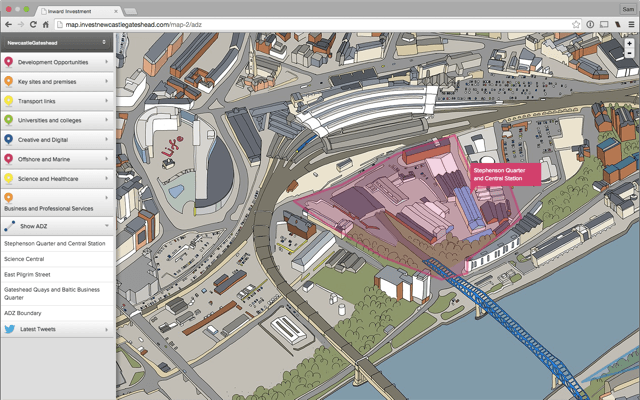 Inward Investment
Sam
map.investnewcastlegateshead.com/map-2/adz
NewcastleGateshead
Development Opportunities
Key sites and premises
Transport links
Universities and colleges
Creative and Digital
Offshore and Marine
Science and Healthcare
Business and Professional Services
Show ADZ
Stephenson Quarter and Central Station
Science Central
East Pilgrim Street
Gateshead Quays and Baltic Business
Quarter
ADZ Boundary
Latest Tweets
Life
Stephenson Quarter
and Central Station
+
-